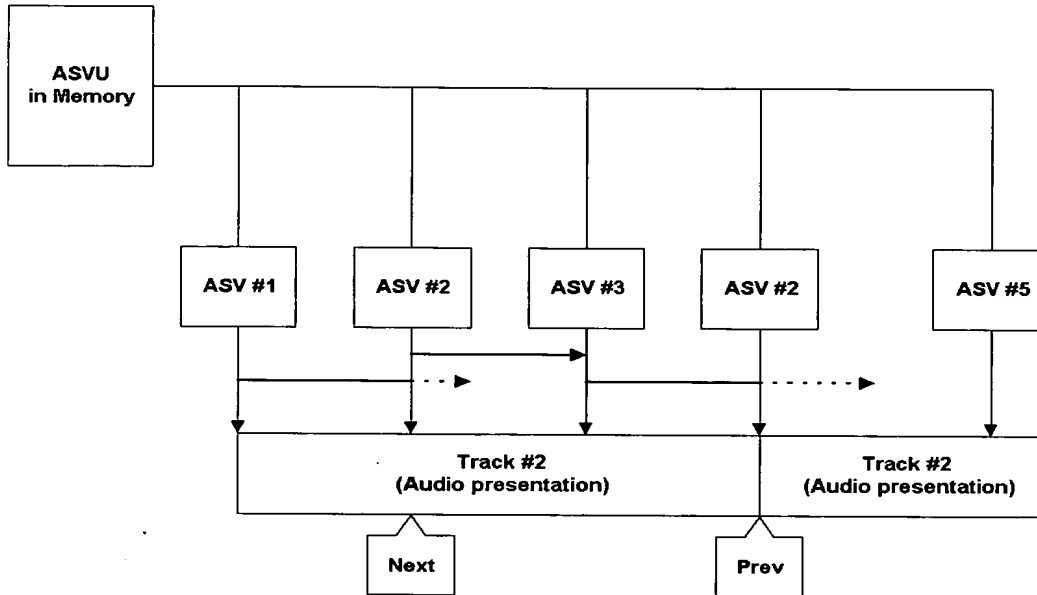 ASVU
in Memory
ASV #1
ASV #2
ASV #3
ASV #2
ASV #5
Track #2
(Audio presentation)
Track #2
(Audio presentation)
Next
Prev